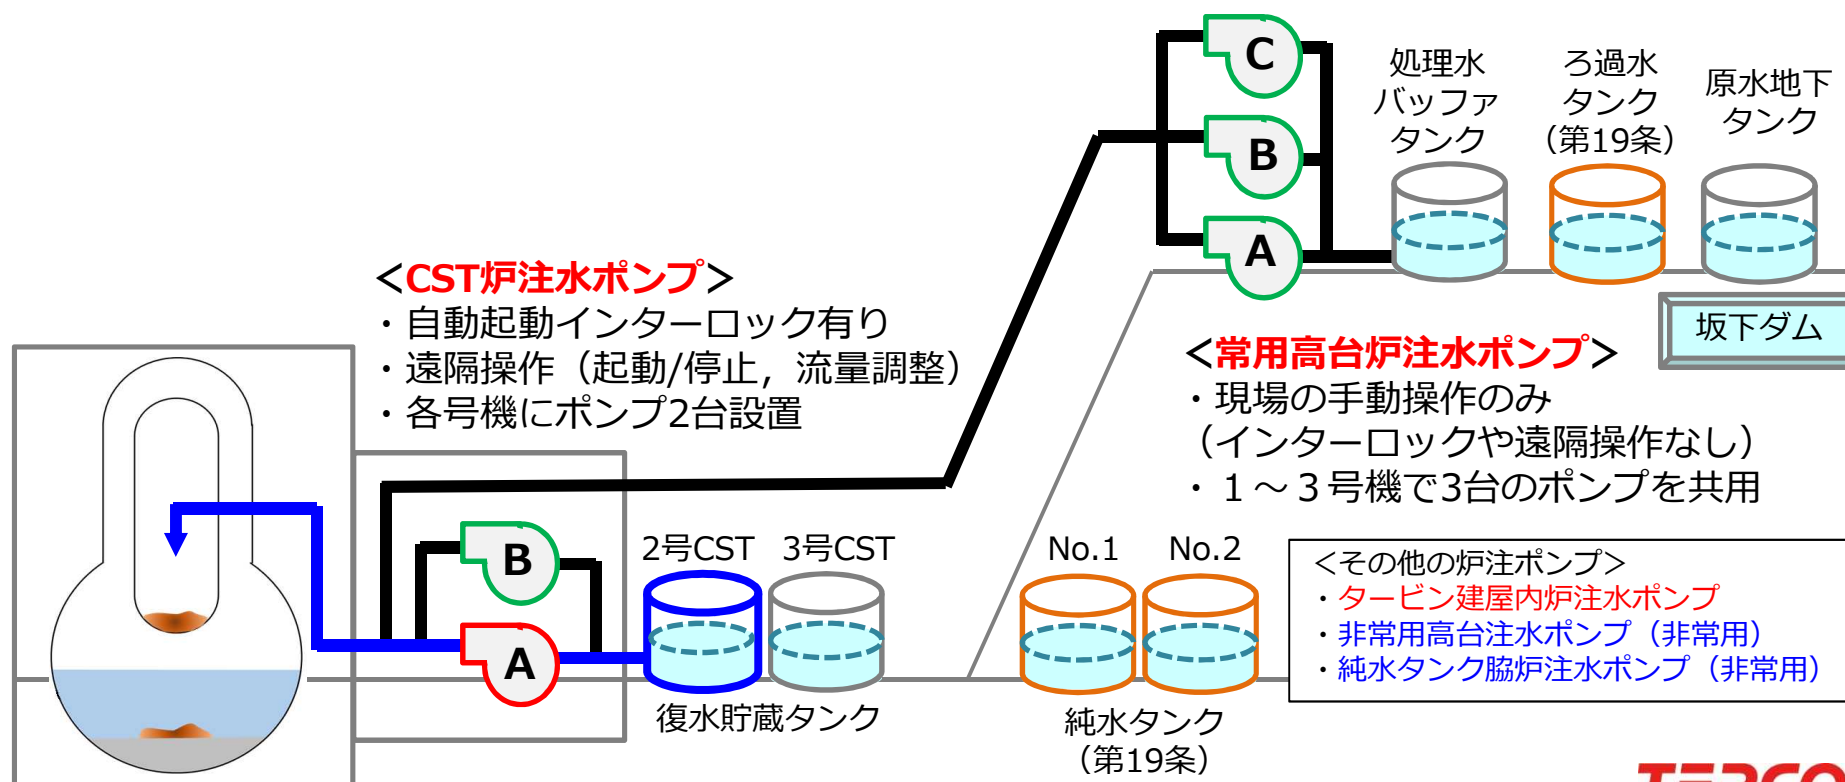 C
B
A
処理水
バッファ
タンク
ろ過水
タンク
（第19条）
原水地下
タンク
坂下ダム
＜CST炉注水ポンプ＞
・自動起動インターロック有り
・遠隔操作（起動/停止，流量調整）
・各号機にポンプ2台設置
＜常用高台炉注水ポンプ＞
・現場の手動操作のみ
（インターロックや遠隔操作なし）
・１～３号機で3台のポンプを共用
B
A
2号CST
3号CST
復水貯蔵タンク
No.1
No.2
純水タンク
（第19条）
＜その他の炉注ポンプ＞
・タービン建屋内炉注水ポンプ
・非常用高台注水ポンプ（非常用）
・純水タンク脇炉注水ポンプ（非常用）
TEPCO